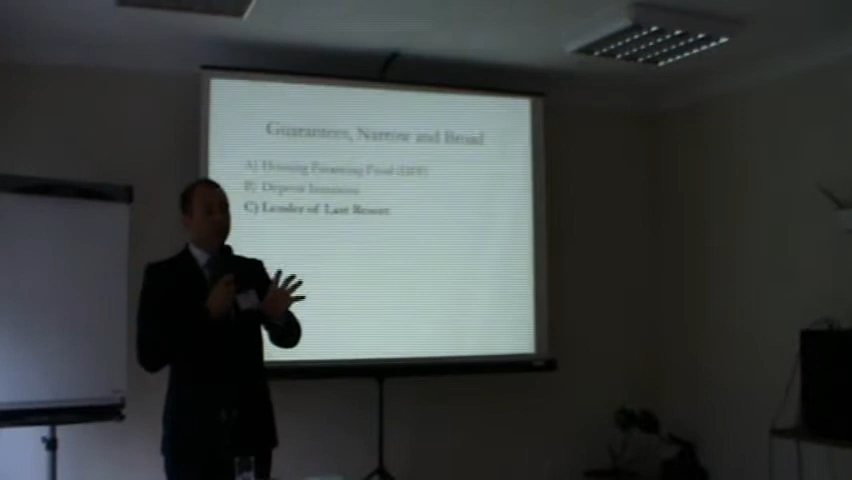 Guarantees, Narrow and Broad
A) Housing Financing Fund (HFF)
B) Deposit Insurance
C) Lender of Last Resort